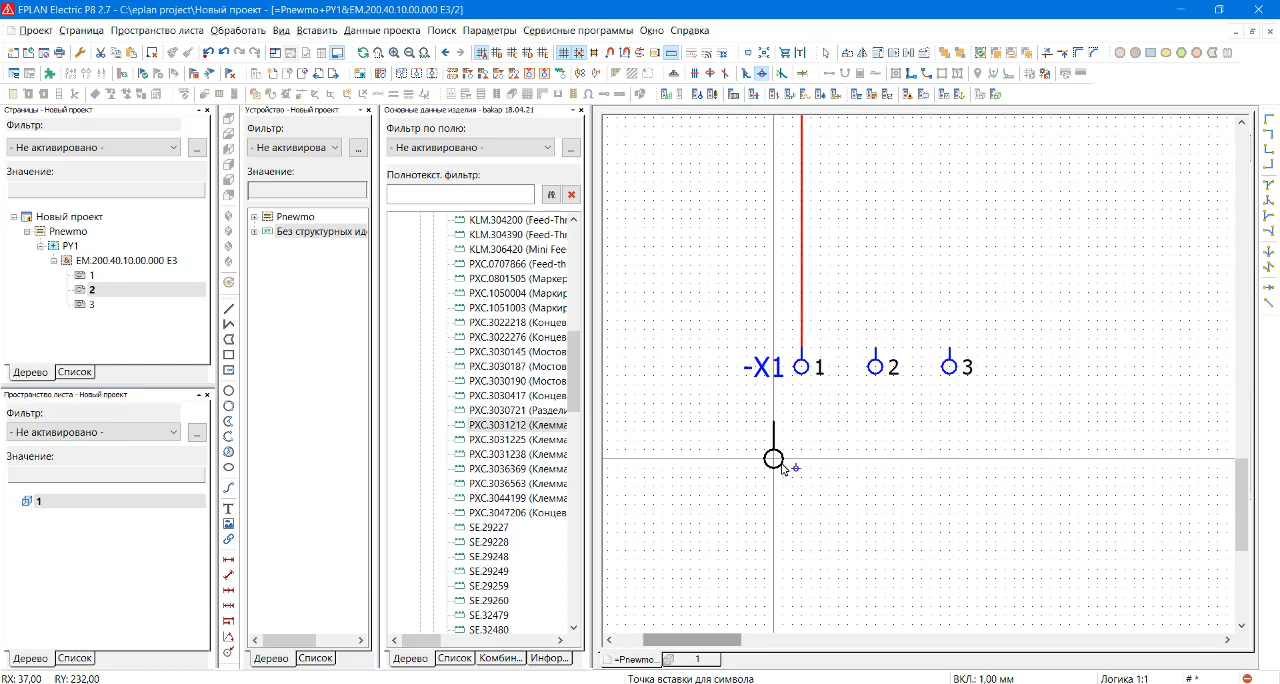 EPLAN Electric P8 2.7 - C:\eplan project\Новый проект - [=Pnewmo+PY1&EM.200.40.10.00.000 E3/2]
Проект Страница Пространство листа Обработать Вид Вставить Данные проекта Поиск Параметры Сервисные программы Окно Справка
Страницы - Новый проект
Фильтр:
- Не активировано -
...
Значение:
Новый проект
Pnewmo
PY1
EM.200.40.10.00.000 E3
1
2
3
Дерево Список
Пространство листа - Новый проект
Фильтр:
- Не активировано -
...
Значение:
1
Дерево Список
Устройство - Новый проект
Фильтр:
- Не активирова
...
Значение:
Pnewmo
Без структурных иде
Дерево Список
Основные данные изделия - bakap 18.04.21
Фильтр по полю:
- Не активировано -
...
Полнотекст. фильтр:
KLM.304200 (Feed-Thr
KLM.304390 (Feed-Thr
KLM.306420 (Mini Fee
PXC.0707866 (Feed-th
PXC.0801505 (Маркер
PXC.1050004 (Маркир
PXC.1051003 (Маркир
PXC.3022218 (Концев
PXC.3022276 (Концев
PXC.3030145 (Мостов
PXC.3030187 (Мостов
PXC.3030190 (Мостов
PXC.3030417 (Концев
PXC.3030721 (Раздели
PXC.3031212 (Клемма
PXC.3031225 (Клемма
PXC.3031238 (Клемма
PXC.3036369 (Клемма
PXC.3036563 (Клемма
PXC.3044199 (Клемма
PXC.3047206 (Концев
SE.29227
SE.29228
SE.29248
SE.29249
SE.29258
SE.29259
SE.29260
SE.32479
SE.32480
Дерево Список Комбин... Инфор...
-X1 1 2 3
=Pnewmo... 1
RX: 37,00 RY: 232,00 Точка вставки для символа ВКЛ.: 1,00 мм Логика 1:1 # *